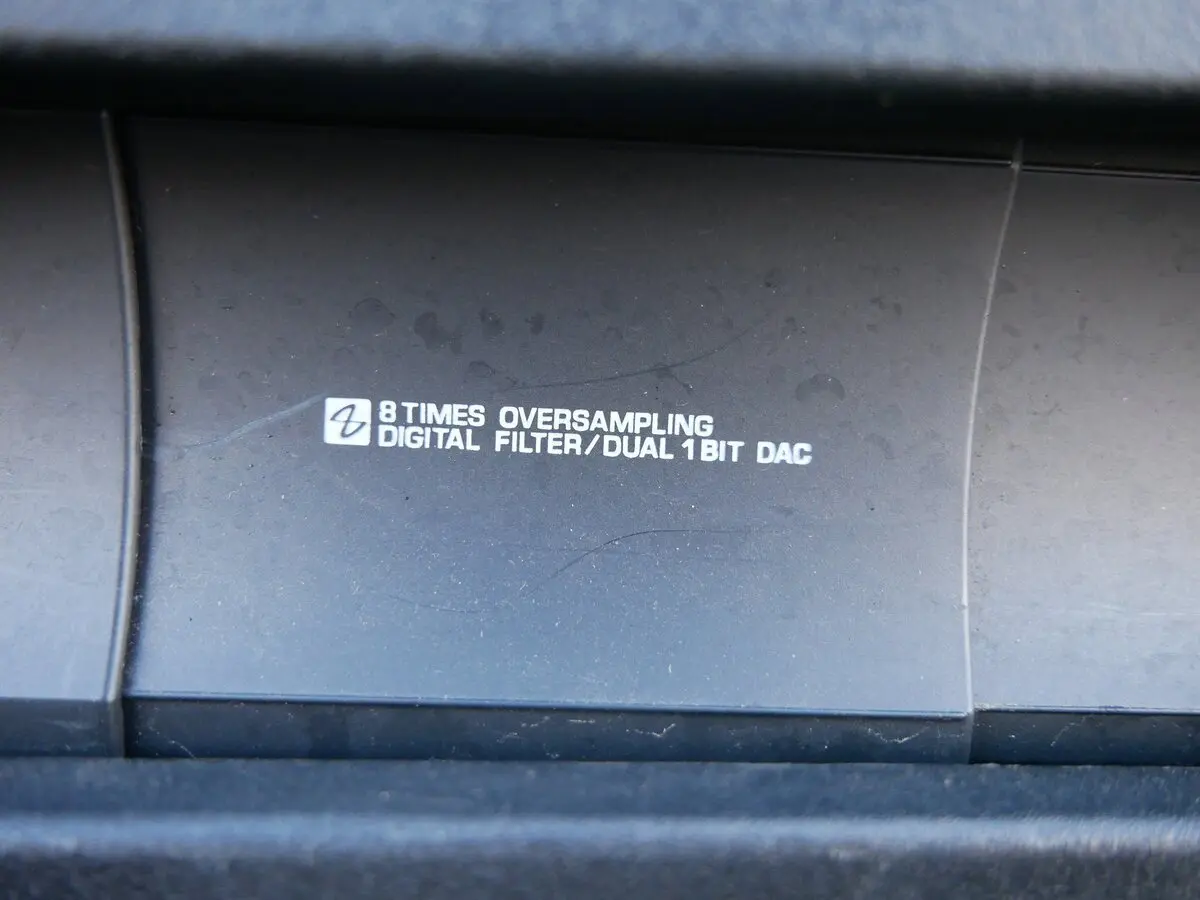 8 TIMES OVERSAMPLING
DIGITAL FILTER/DUAL 1 BIT DAC